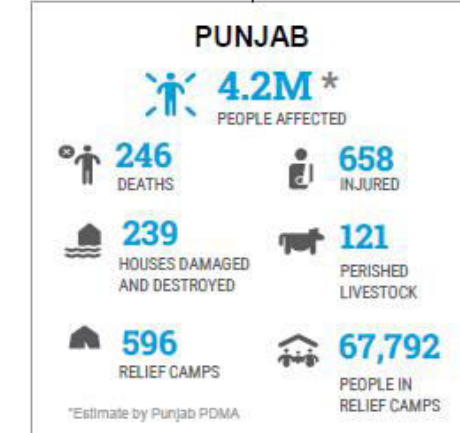 PUNJAB
4.2M *
PEOPLE AFFECTED
246
DEATHS
658
INJURED
239
HOUSES DAMAGED
AND DESTROYED
121
PERISHED
LIVESTOCK
596
RELIEF CAMPS
67,792
PEOPLE IN
RELIEF CAMPS
*Estimate by Punjab PDMA